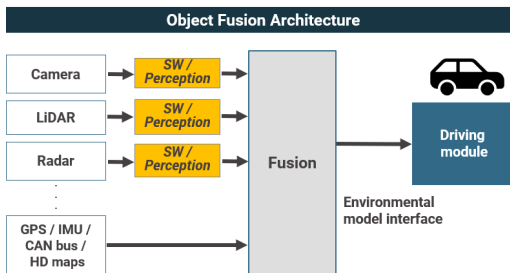 Object Fusion Architecture
Camera
SW /
Perception
LiDAR
SW /
Perception
Radar
SW /
Perception
GPS / IMU /
CAN bus /
HD maps
Fusion
Environmental
model interface
Driving
module